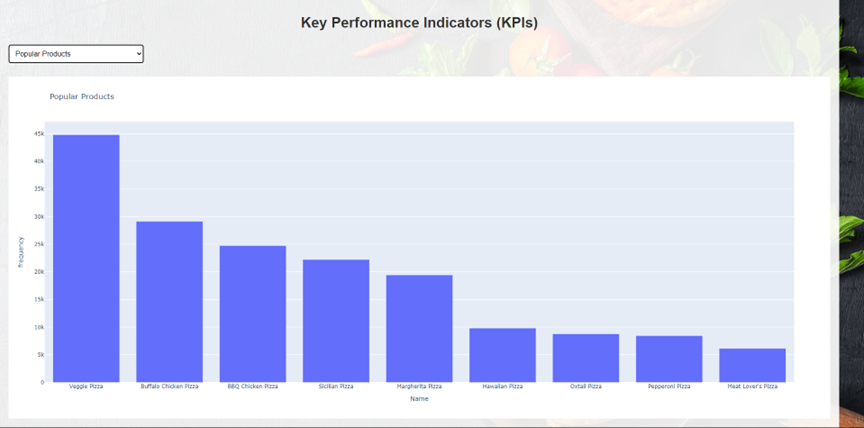 Key Performance Indicators (KPIs)
Popular Products
Popular Products
45k
40k
35k
30k
25k
20k
15k
10k
5k
0
Frequency
Veggie Pizza Buffalo Chicken Pizza BBQ Chicken Pizza Sicilian Pizza Margherita Pizza Hawaiian Pizza Oxtail Pizza Pepperoni Pizza Meat Lover's Pizza
Name